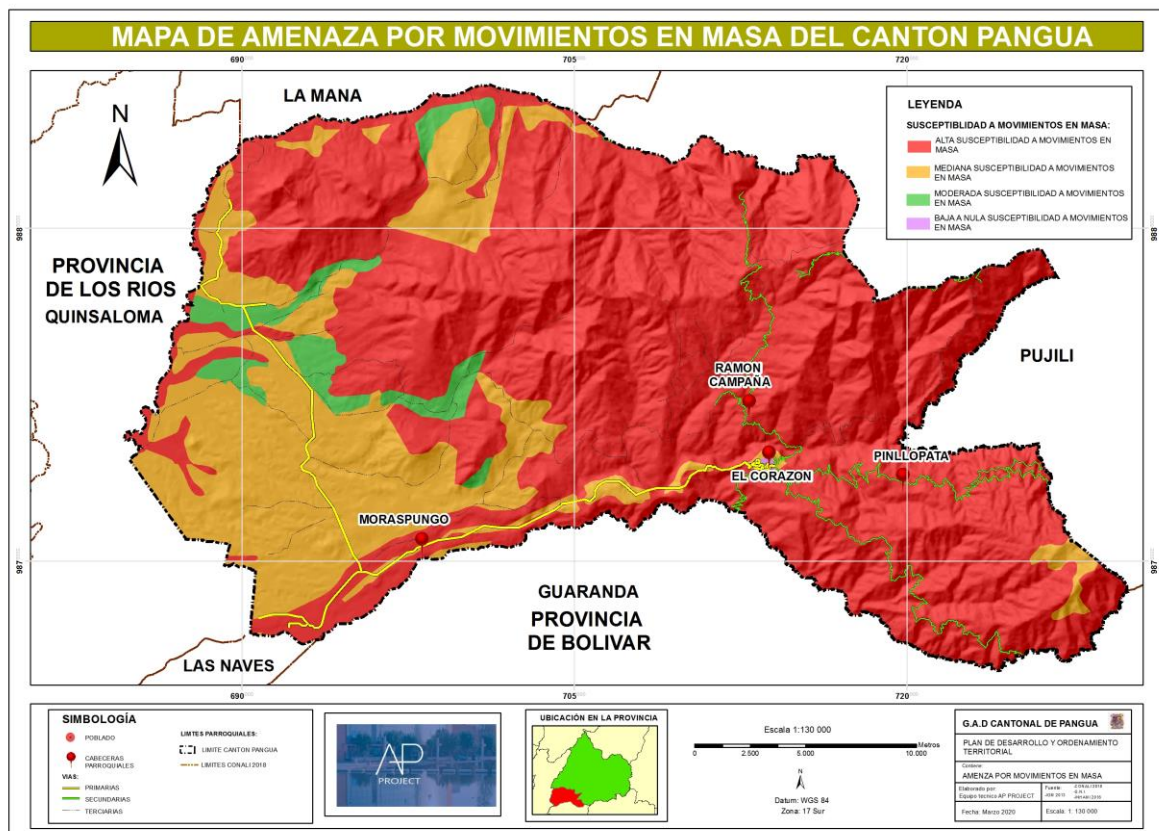 MAPA DE AMENAZA POR MOVIMIENTOS EN MASA DEL CANTON PANGUA
690
705
720
LA MANA
N
LEYENDA
SUSCEPTIBLIDAD A MOVIMIENTOS EN MASA:
ALTA SUSCEPTIBILIDAD A MOVIMIENTOS EN
MASA
MEDIANA SUSCEPTIBILIDAD A MOVIMIENTOS
EN MASA
MODERADA SUSCEPTIBILIDAD A MOVIMIENTOS
EN MASA
BAJA A NULA SUSCEPTIBILIDAD A MOVIMIENTOS
EN MASA
988
988
PROVINCIA
DE LOS RIOS
QUINSALOMA
PUJILI
RAMON
CAMPAÑA
PINLLOPATA
EL CORAZON
MORASPUNGO
987
987
GUARANDA
PROVINCIA
DE BOLIVAR
LAS NAVES
690
705
720
SIMBOLOGÍA
POBLADO
CABECERAS
PARROQUIALES
VIAS:
PRIMARIAS
SECUNDARIAS
TERCIARIAS
LIMTES PARROQUIALES:
LIMITE CANTON PANGUA
LIMITES CONALI 2018
AP
PROJECT
UBICACIÓN EN LA PROVINCIA
Escala 1:130 000
Metros
0 2.500 5.000 10.000
N
Datum: WGS 84
Zona: 17 Sur
G.A.D CANTONAL DE PANGUA
PLAN DE DESARROLLO Y ORDENAMIENTO
TERRITORIAL
Contiene:
AMENZA POR MOVIMIENTOS EN MASA
Elaborado por:
Equipo tecnico AP PROJECT
Fuente:
Fecha: Marzo 2020
Escala: 1: 130 000